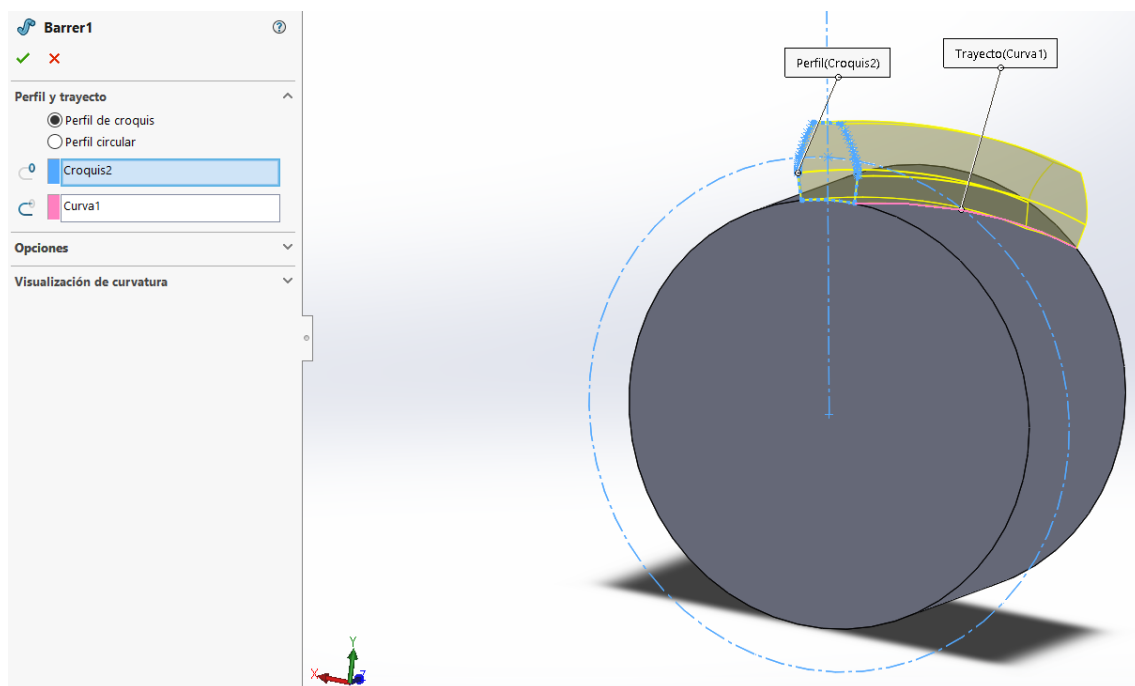 Barrer1
Perfil y trayecto
Perfil de croquis
Perfil circular
Croquis2
Curva1
Opciones
Visualización de curvatura
Perfil(Croquis2)
Trayecto(Curva1)
Y
X
Z